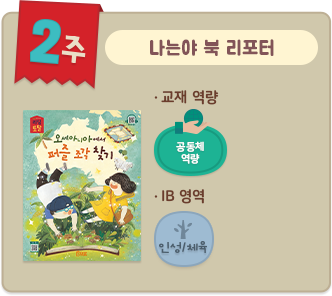 2주
나는야 북 리포터
오세아니아에서
퍼즐 조각 찾기
· 교재 역량
공동체
역량
· IB 영역
인성/체육